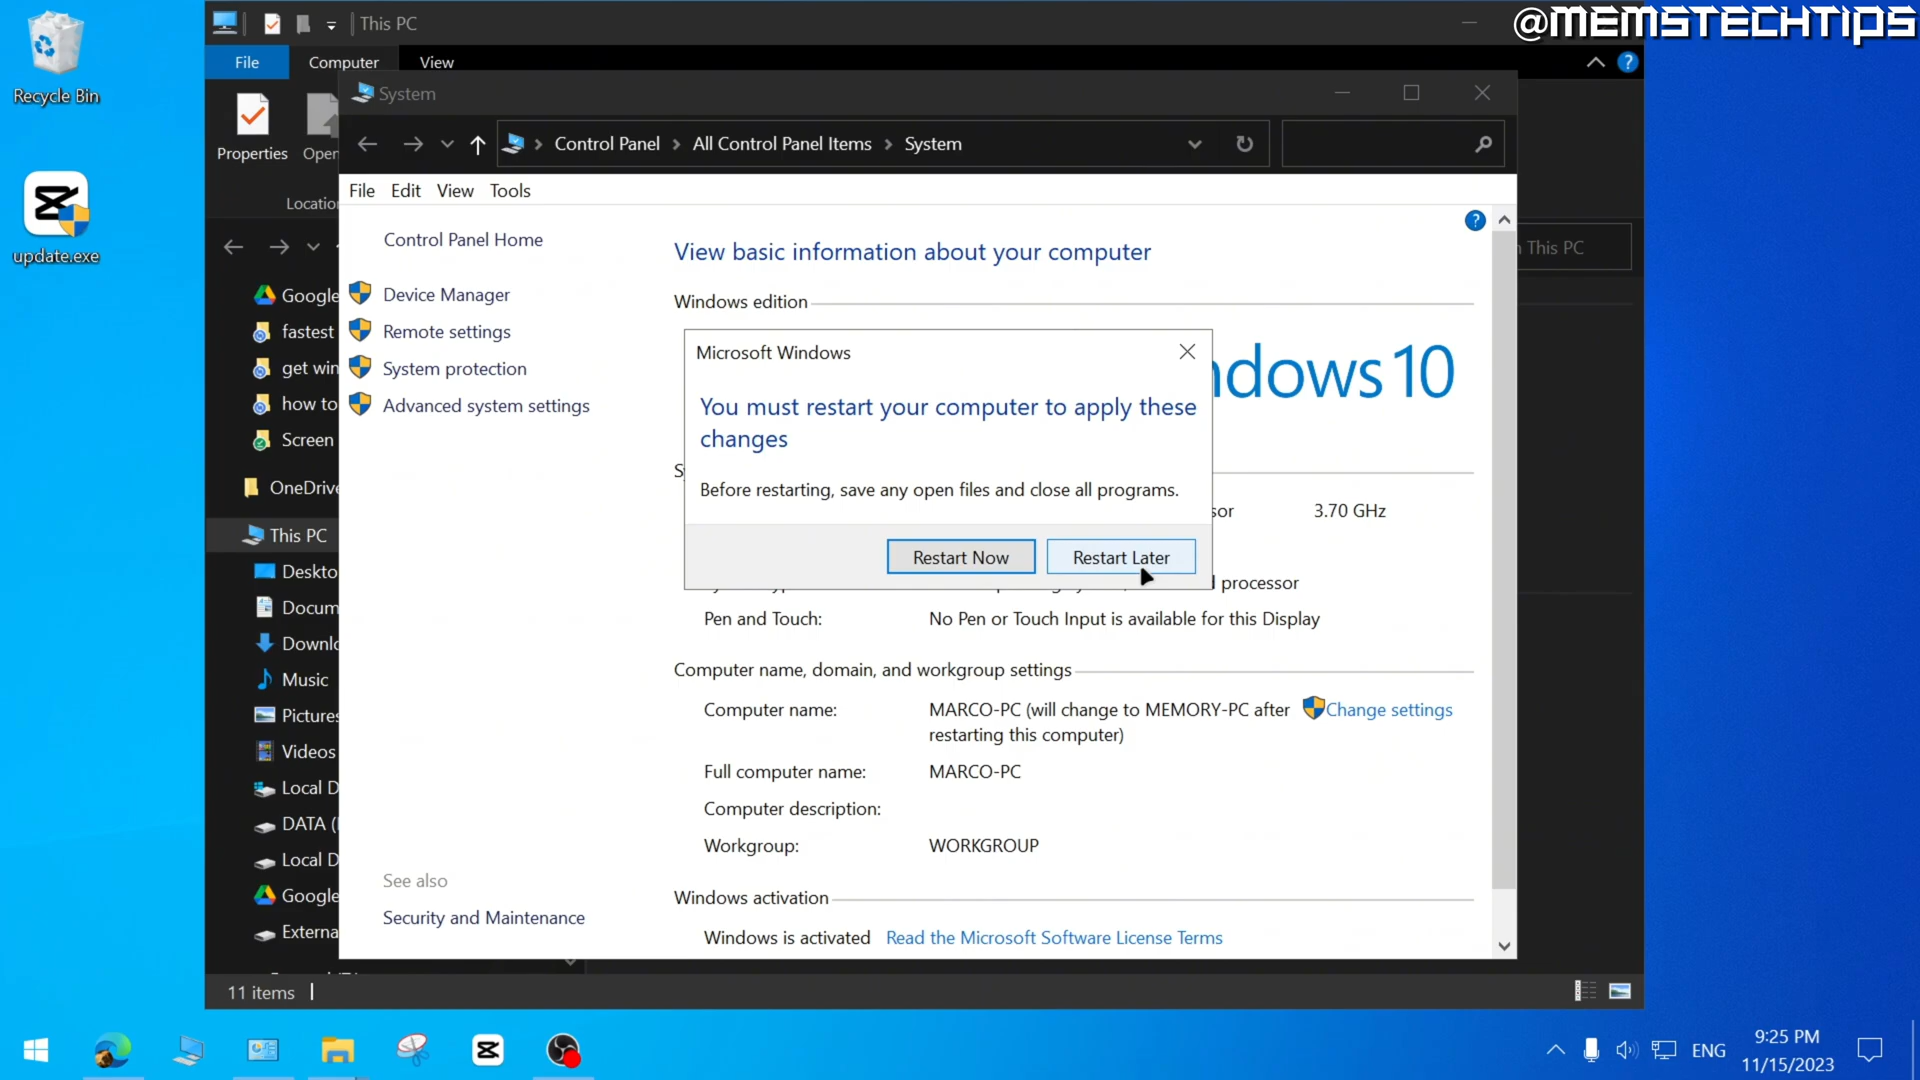 @MEMSTECHTIPS
This PC
File Computer View
Recycle Bin
update.exe
Properties
Open
System
Control Panel All Control Panel Items System
This PC
File Edit View Tools
Control Panel Home
Device Manager
Remote settings
System protection
Advanced system settings
See also
Security and Maintenance
Google
fastest
get win
how to
Screen
OneDrive
This PC
Deskto
Docum
Downlo
Music
Pictures
Videos
Local D
DATA (
Local D
Google
Externa
11 items
View basic information about your computer
Windows edition
ndows 10
Microsoft Windows
You must restart your computer to apply these
changes
Before restarting, save any open files and close all programs.
Restart Now Restart Later
sor 3.70 GHz
processor
Pen and Touch: No Pen or Touch Input is available for this Display
Computer name, domain, and workgroup settings
Computer name: MARCO-PC (will change to MEMORY-PC after Change settings
restarting this computer)
Full computer name: MARCO-PC
Computer description:
Workgroup: WORKGROUP
Windows activation
Windows is activated Read the Microsoft Software License Terms
ENG
9:25 PM
11/15/2023